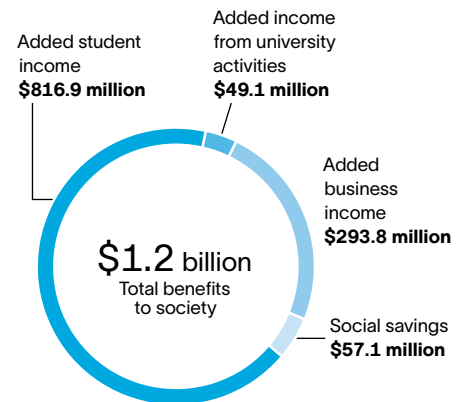 Added student
income
$816.9 million
Added income
from university
activities
$49.1 million
Added
business
income
$293.8 million
$1.2 billion
Total benefits
to society
Social savings
$57.1 million